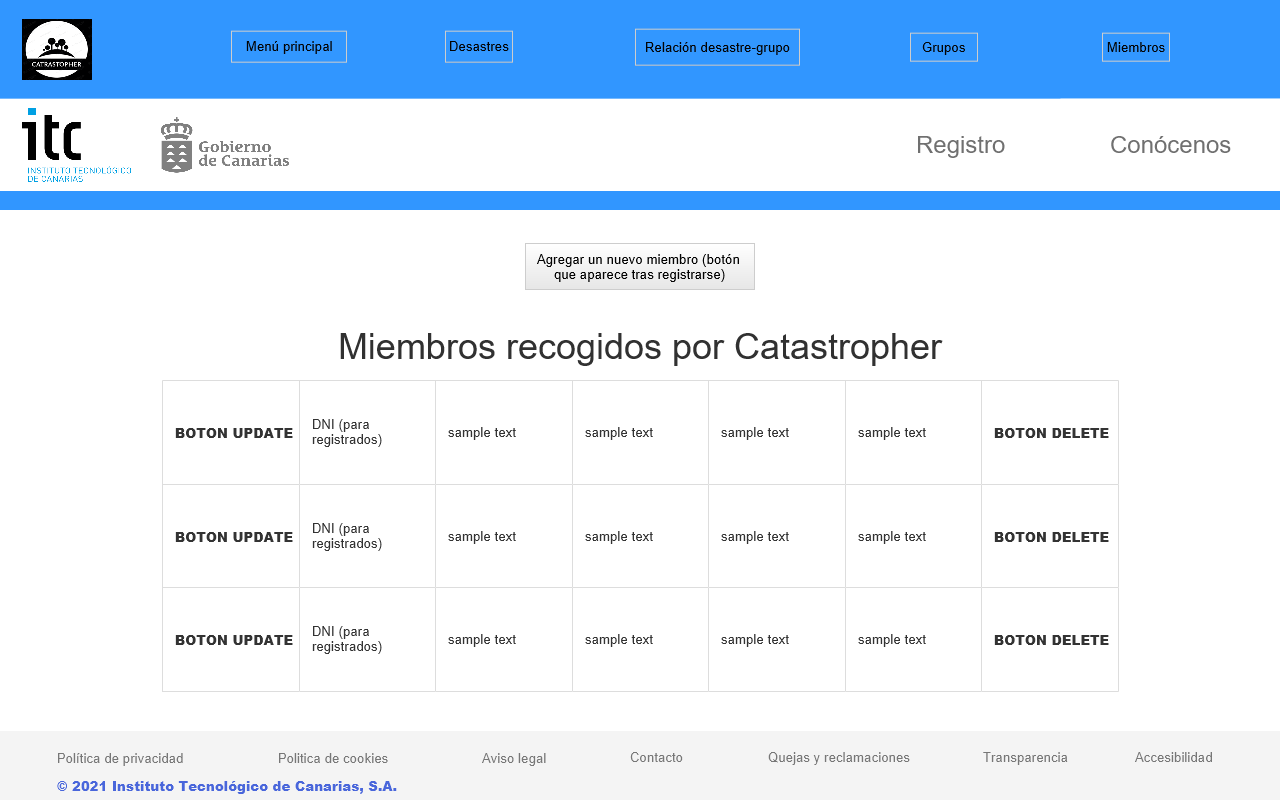 CATRASTOPHER
Menú principal
Desastres
Relación desastre-grupo
Grupos
Miembros
itc
INSTITUTO TECNOLÓGICO
DE CANARIAS
Gobierno
de Canarias
Registro
Conócenos
Agregar un nuevo miembro (botón
que aparece tras registrarse)
Miembros recogidos por Catastropher
BOTON UPDATE
DNI (para
registrados)
sample text
sample text
sample text
sample text
BOTON DELETE
BOTON UPDATE
DNI (para
registrados)
sample text
sample text
sample text
sample text
BOTON DELETE
BOTON UPDATE
DNI (para
registrados)
sample text
sample text
sample text
sample text
BOTON DELETE
Política de privacidad
Politica de cookies
Aviso legal
Contacto
Quejas y reclamaciones
Transparencia
Accesibilidad
© 2021 Instituto Tecnológico de Canarias, S.A.